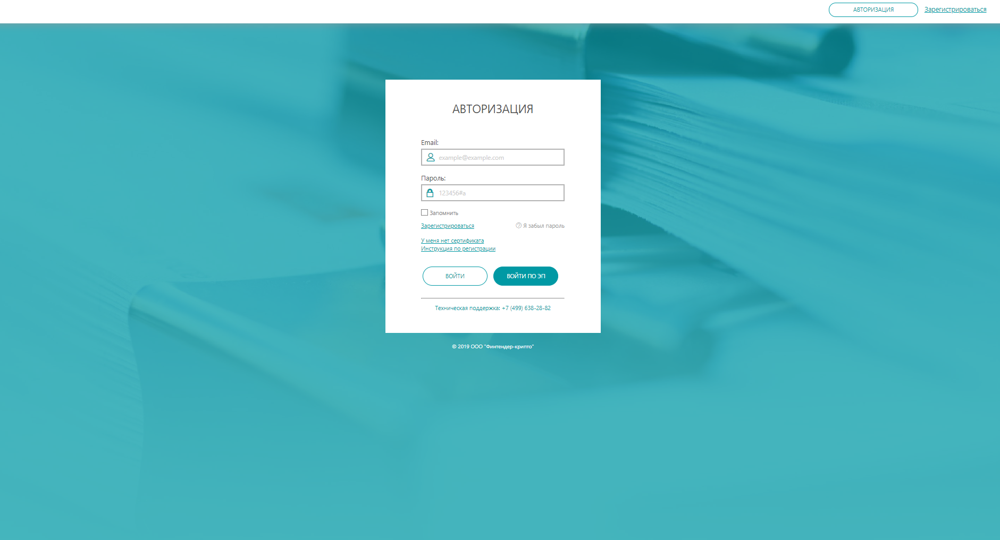 АВТОРИЗАЦИЯ Зарегистрироваться
АВТОРИЗАЦИЯ
Email:
example@example.com
Пароль:
123456#a
Запомнить
Зарегистрироваться Я забыл пароль
У меня нет сертификата
Инструкция по регистрации
ВОЙТИ ВОЙТИ ПО ЭП
Техническая поддержка: +7 (499) 638-28-82
© 2019 ООО "Финтендер-крипто"